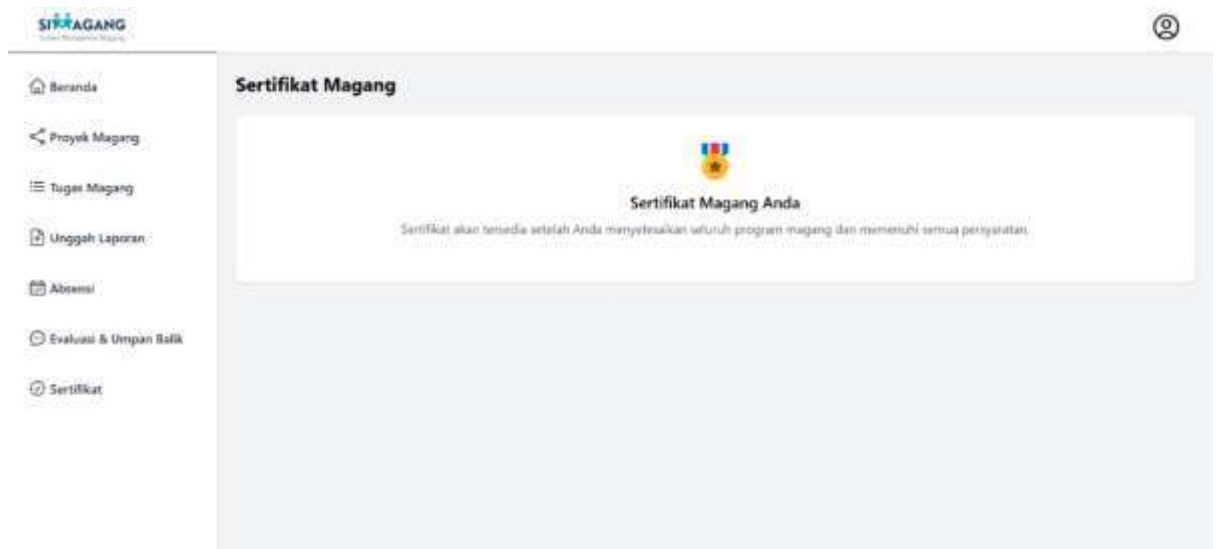 SIMAGANG
Beranda
Proyek Magang
Tugas Magang
Unggah Laporan
Absensi
Evaluasi & Umpan Balik
Sertifikat
Sertifikat Magang
Sertifikat Magang Anda
Sertifikat akan tersedia setelah Anda menyelesaikan seluruh program magang dan memenuhi semua persyaratan.